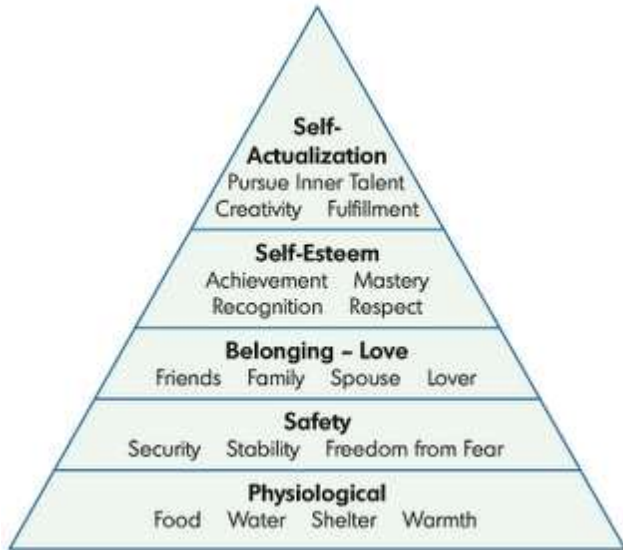 Self-
Actualization
Pursue Inner Talent
Creativity Fulfillment
Self-Esteem
Achievement Mastery
Recognition Respect
Belonging – Love
Friends Family Spouse Lover
Safety
Security Stability Freedom from Fear
Physiological
Food Water Shelter Warmth